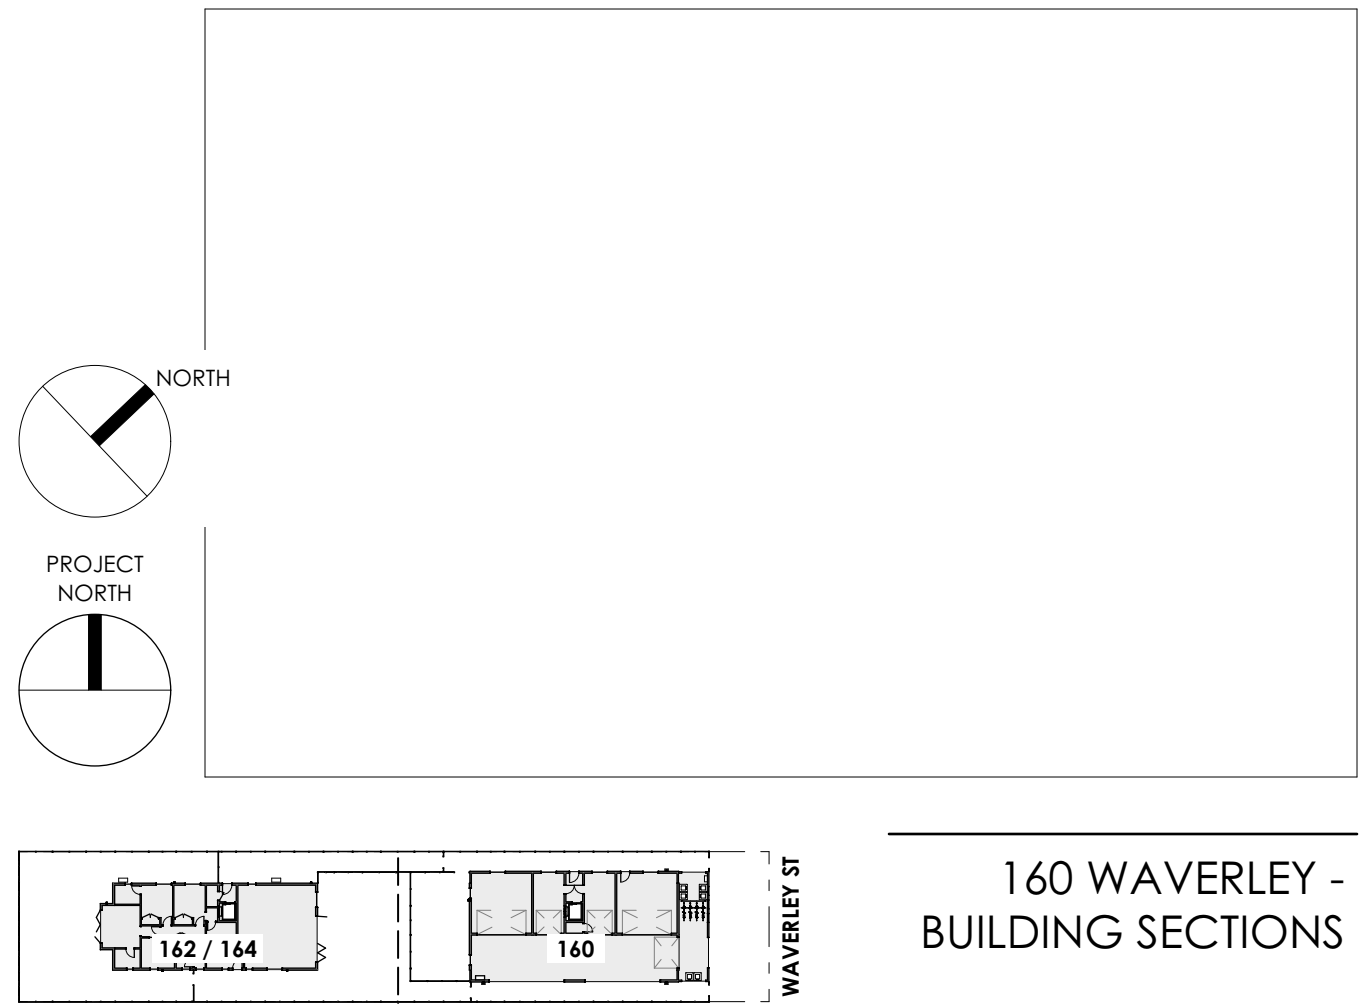 NORTH
PROJECT
NORTH
162 / 164
160
WAVERLEY ST
160 WAVERLEY -
BUILDING SECTIONS